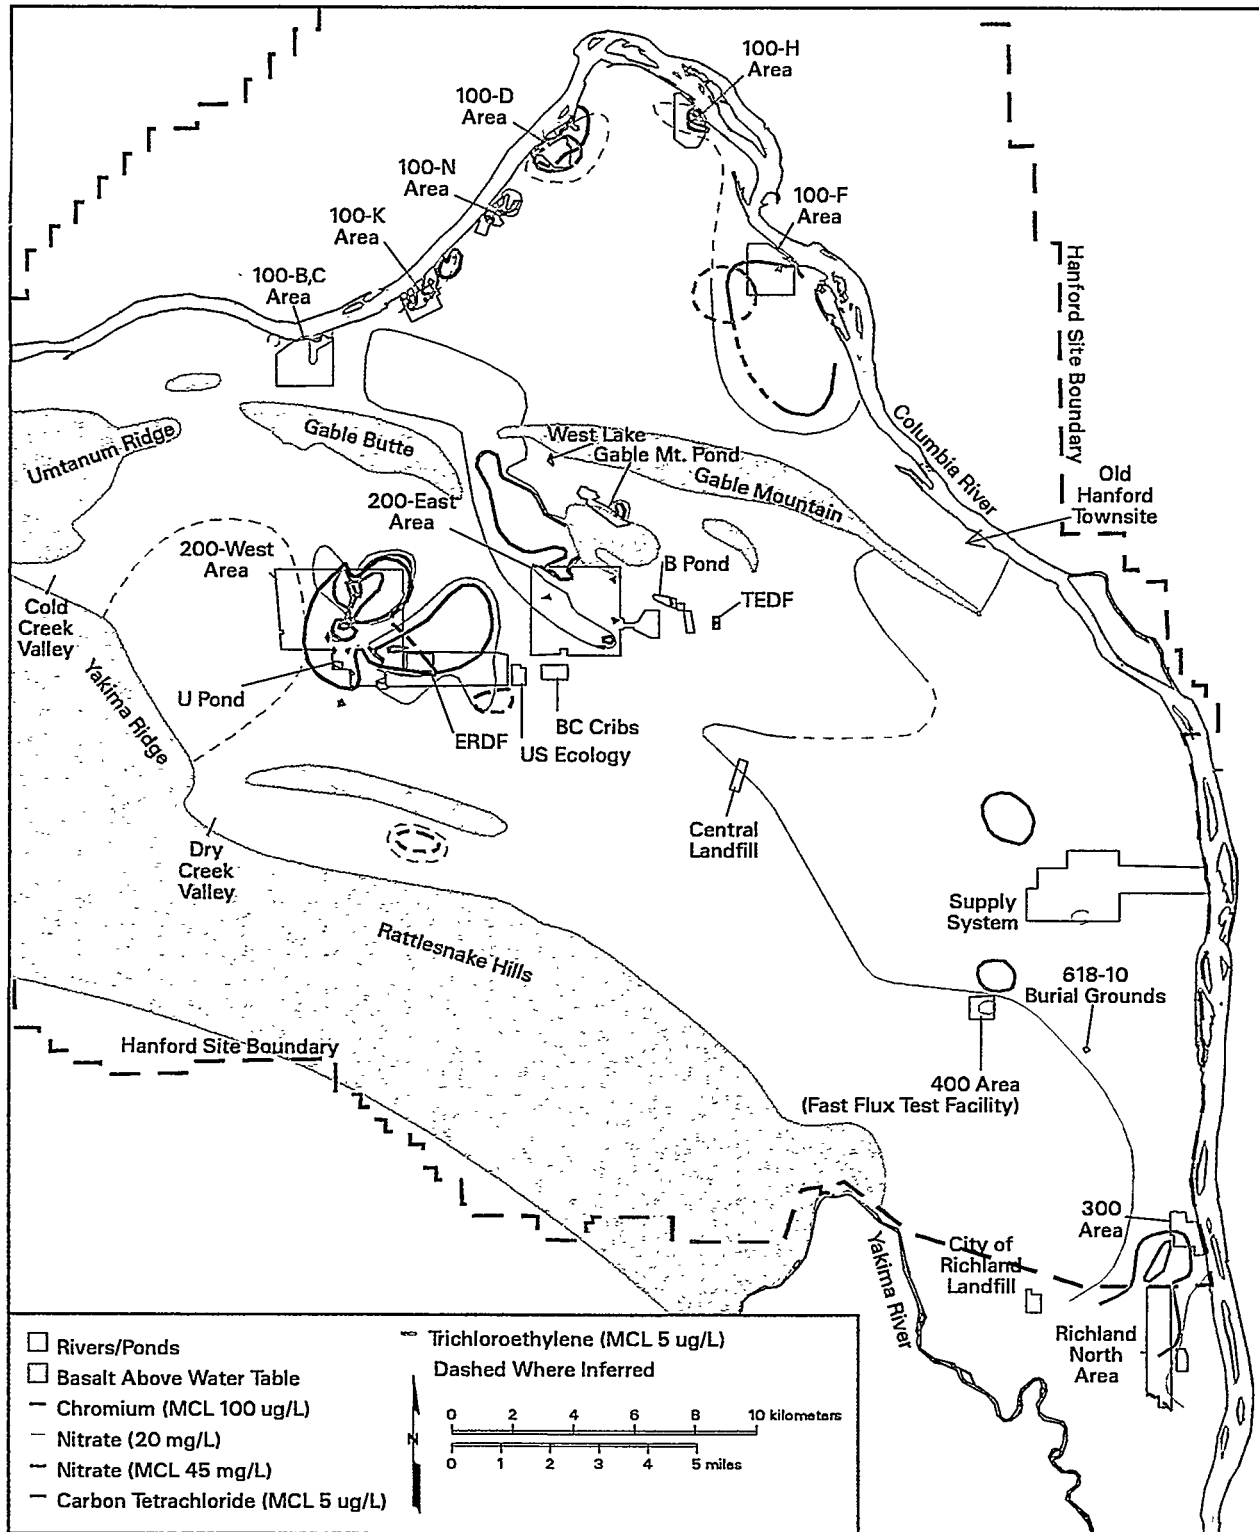 100-H
Area
100-D
Area
100-N
Area
100-K
Area
100-F
Area
100-B,C
Area
Hanford Site Boundary
Columbia River
Umtanum Ridge
Gable Butte
West Lake
Gable Mt. Pond
Gable Mountain
Old
Hanford
Townsite
200-East
Area
200-West
Area
B Pond
TEDF
Cold
Creek
Valley
Yakima Ridge
U Pond
ERDF
BC Cribs
US Ecology
Central
Landfill
Dry
Creek
Valley
Supply
System
Rattlesnake Hills
618-10
Burial Grounds
Hanford Site Boundary
400 Area
(Fast Flux Test Facility)
300
Area
City of
Richland
Landfill
Yakima River
Richland
North
Area
Rivers/Ponds
Basalt Above Water Table
Chromium (MCL 100 ug/L)
Nitrate (20 mg/L)
Nitrate (MCL 45 mg/L)
Carbon Tetrachloride (MCL 5 ug/L)
Trichloroethylene (MCL 5 ug/L)
Dashed Where Inferred
N
0 2 4 6 8 10 kilometers
0 1 2 3 4 5 miles